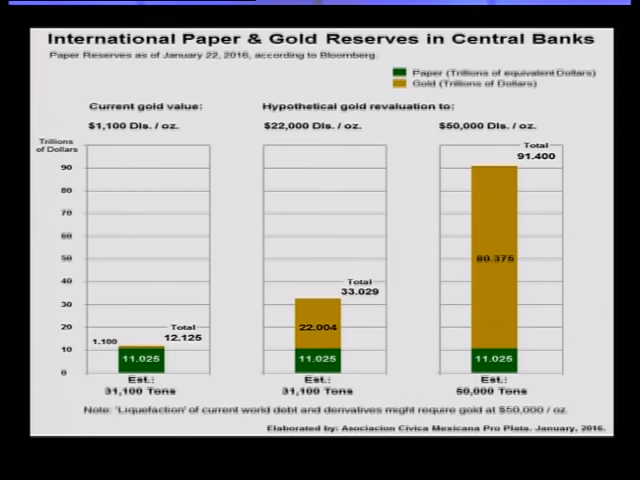 International Paper & Gold Reserves in Central Banks
Paper Reserves as of January 22, 2016, according to Bloomberg.
Paper (Trillions of equivalent Dollars)
Gold (Trillions of Dollars)
Current gold value:
Hypothetical gold revaluation to:
$1,100 Dls. / oz.
$22,000 Dls. / oz.
$50,000 Dls. / oz.
Trillions
of Dollars
Total
91.400
90
80
70
60
50
80.375
40
Total
33.029
30
20
22.004
Total
12.125
1.100
10
11.025
11.025
11.025
0
Est.:
31,100 Tons
Est.:
31,100 Tons
Est.:
50,000 Tons
Note: 'Liquefaction' of current world debt and derivatives might require gold at $50,000 / oz.
Elaborated by: Asociacion Civica Mexicana Pro Plata. January, 2016.